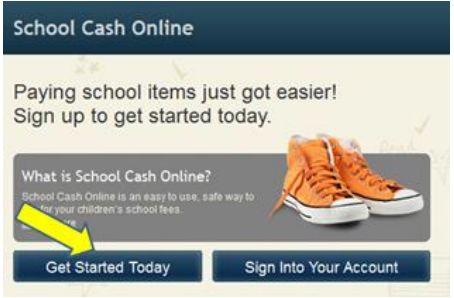 School Cash Online
Paying school items just got easier!
Sign up to get started today.
What is School Cash Online?
School Cash Online is an easy to use, safe way to
for your children's school fees.
Get Started Today
Sign Into Your Account